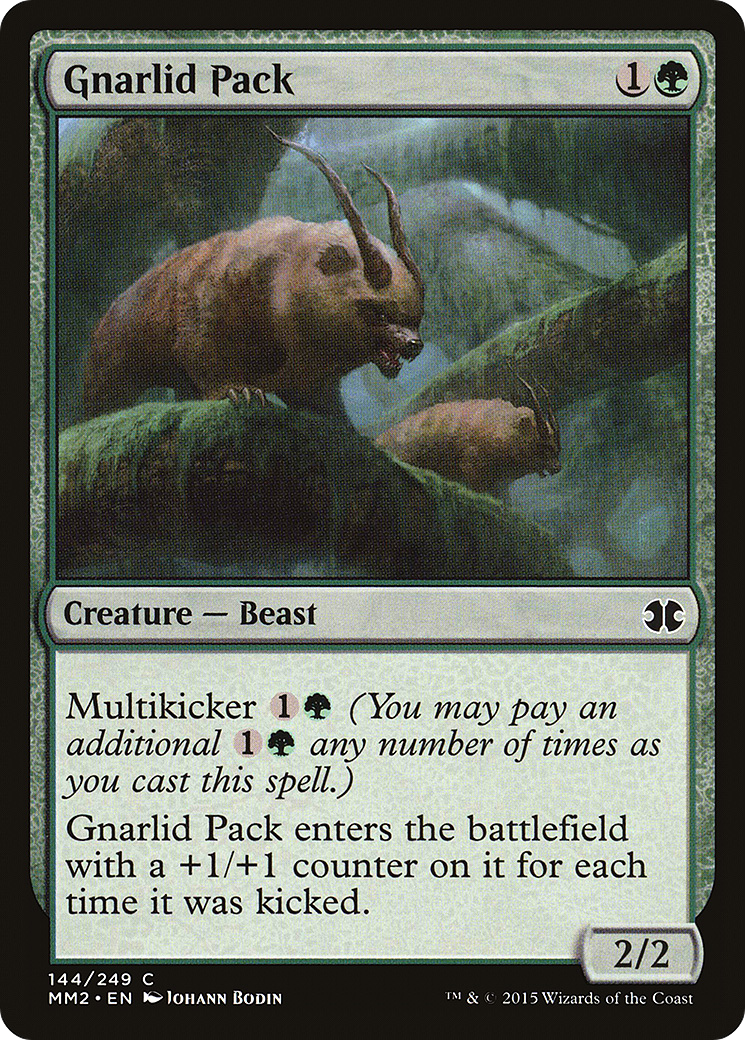 Gnarlid Pack 1
Creature — Beast
Multikicker 1 (You may pay an
additional 1 any number of times as
you cast this spell.)
Gnarlid Pack enters the battlefield
with a +1/+1 counter on it for each
time it was kicked.
2/2
144/249 C
MM2 • EN Johann Bodin
™ & © 2015 Wizards of the Coast